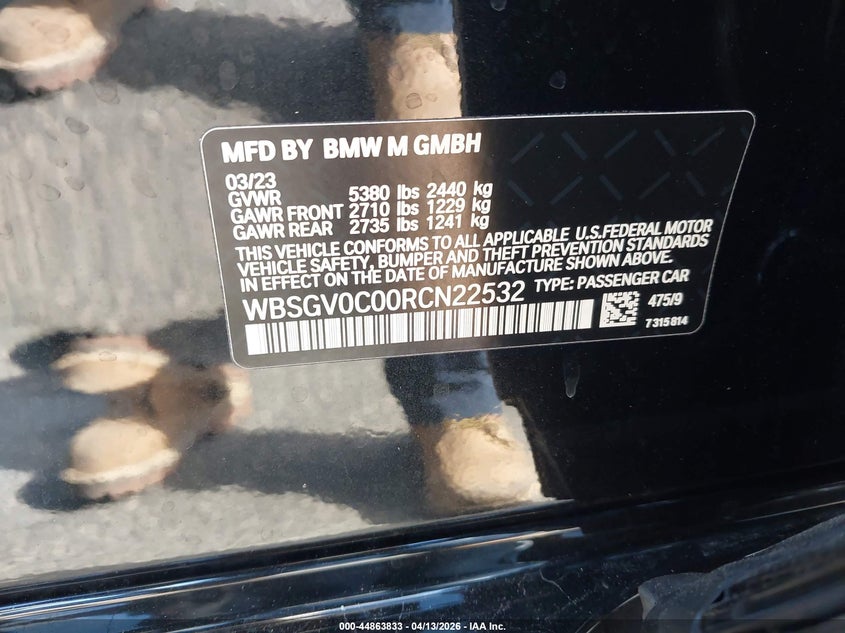 MFD BY BMW M GMBH
03/23
GVWR 5380 lbs 2440 kg
GAWR FRONT 2710 lbs 1229 kg
GAWR REAR 2735 lbs 1241 kg
THIS VEHICLE CONFORMS TO ALL APPLICABLE U.S.FEDERAL MOTOR
VEHICLE SAFETY, BUMPER AND THEFT PREVENTION STANDARDS
IN EFFECT ON THE DATE OF MANUFACTURE SHOWN ABOVE.
WBSGV0C00RCN22532 TYPE: PASSENGER CAR
475/9
7315814
000-44863833 - 04/13/2026 - IAA Inc.